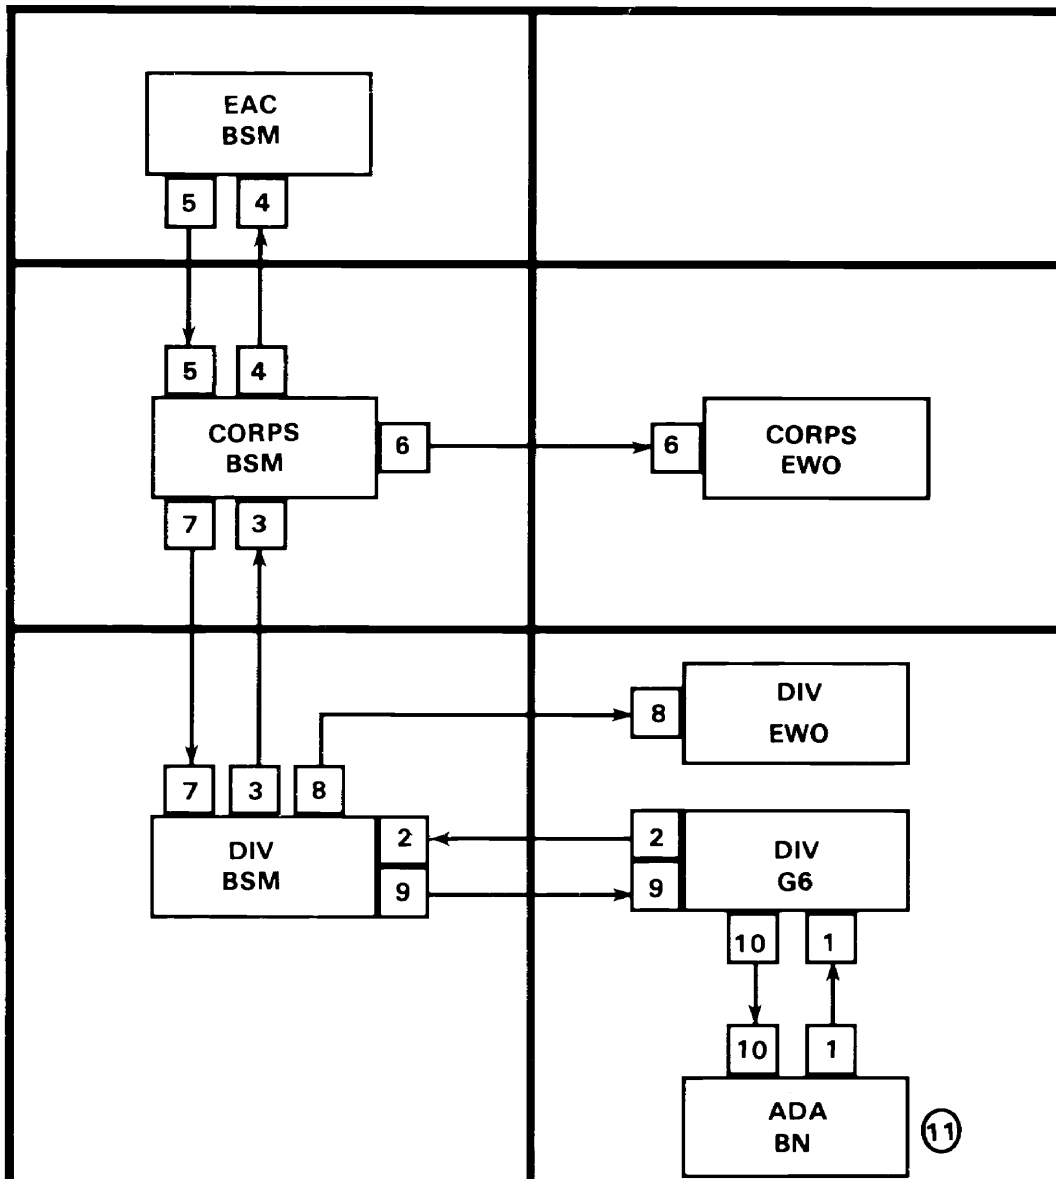 EAC
BSM
5 4
5 4
CORPS
BSM
6 6
CORPS
EWO
7 3
DIV
EWO
8
7 3 8
DIV
BSM
2
9
2
9
DIV
G6
10 1
10 1
ADA
BN
11